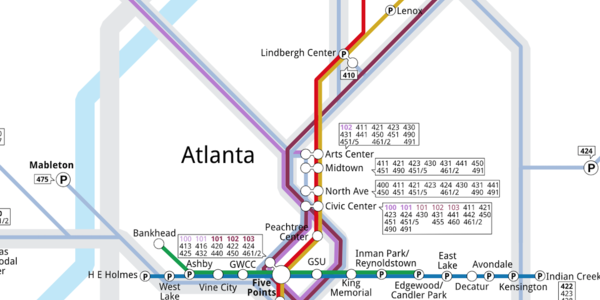 Lenox
Lindbergh Center
410
102 411 421 423 430
431 441 450 451 491
451/5 461/2 491
Arts Center
Atlanta
424
Midtown
411 421 423 430 431 441 450
451 490 451/5 461/2 491
Mableton
475
North Ave
400 411 421 423 424 430 431 441
451 490 451/5 461/2 491
Civic Center
100 101 101 102 103 411 421
423 424 430 431 441 442 450
451 451/5 455 460 461/2
490 491
Peachtree
Center
Bankhead
100 101 101 102 103
413 416 420 422 424
425 432 440 450 461/2
Ashby
GWCC
GSU
Inman Park/
Reynoldstown
East
Lake
Avondale
H E Holmes
West
Lake
Vine City
Five
Points
King
Memorial
Edgewood/
Candler Park
Decatur
Kensington
Indian Creek
422
423